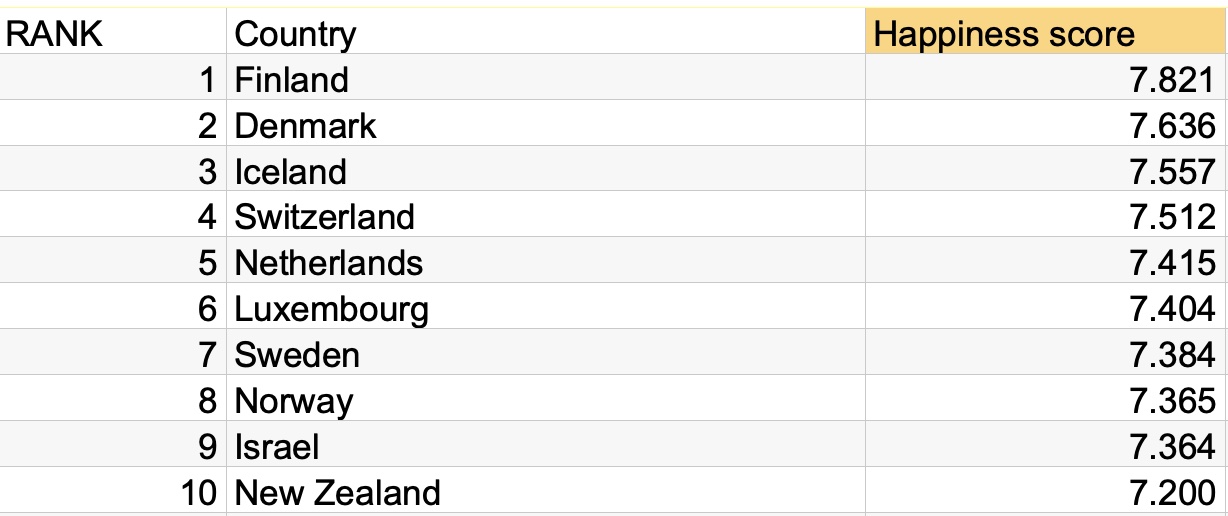 RANK Country Happiness score
1 Finland 7.821
2 Denmark 7.636
3 Iceland 7.557
4 Switzerland 7.512
5 Netherlands 7.415
6 Luxembourg 7.404
7 Sweden 7.384
8 Norway 7.365
9 Israel 7.364
10 New Zealand 7.200